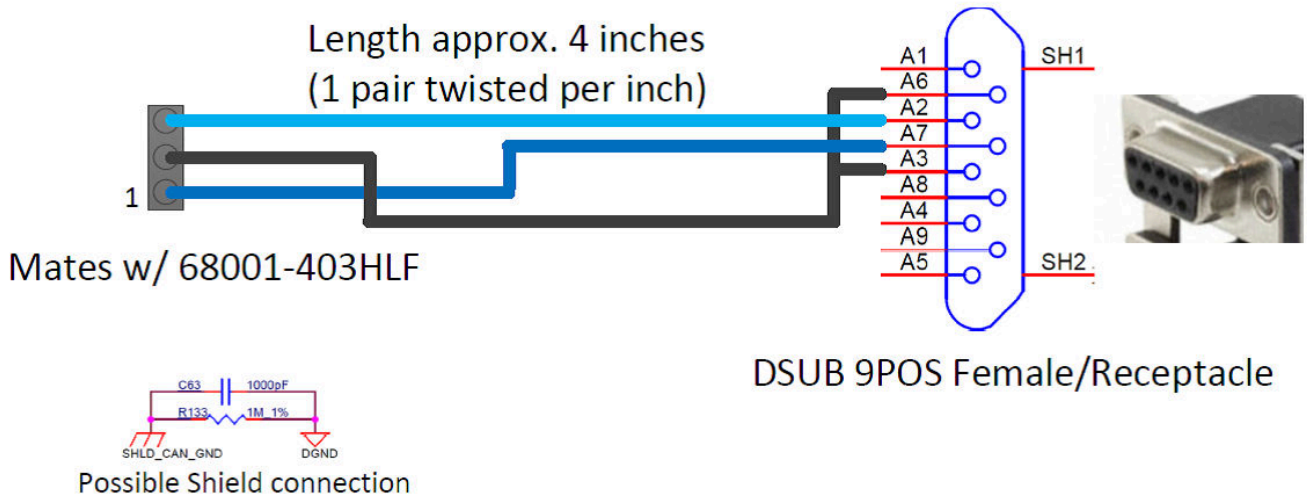 Length approx. 4 inches
(1 pair twisted per inch)
A1
SH1
A6
A2
A7
A3
1
A8
A4
A9
Mates w/ 68001-403HLF
A5
SH2
DSUB 9POS Female/Receptacle
C63
1000pF
R133
1M_1%
SHLD_CAN_GND
DGND
Possible Shield connection